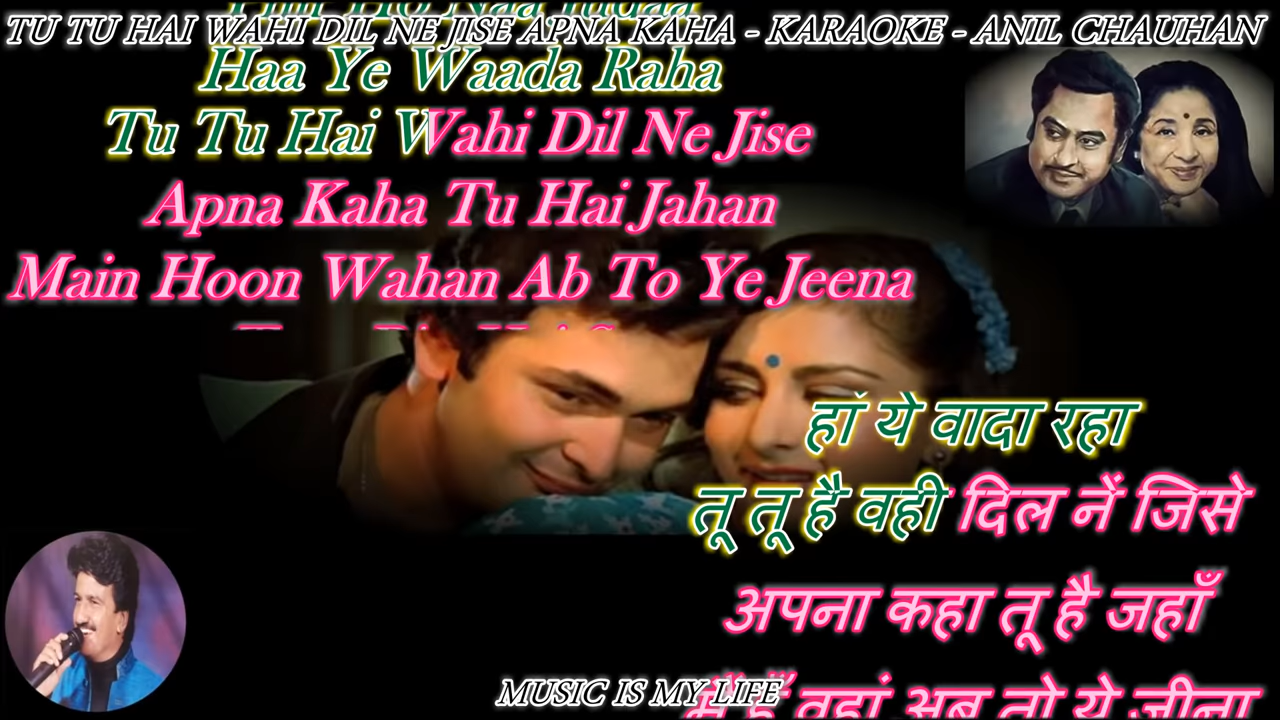 TU TU HAI WAHI DIL NE JISE APNA KAHA - KARAOKE - ANIL CHAUHAN
Haa Ye Waada Raha
Tu Tu Hai Wahi Dil Ne Jise
Apna Kaha Tu Hai Jahan
Main Hoon Wahan Ab To Ye Jeena
हां ये वादा रहा
तू तू है वही दिल नें जिसे
अपना कहा तू है जहाँ
वहां अब तो ये जीना
MUSIC IS MY LIFE